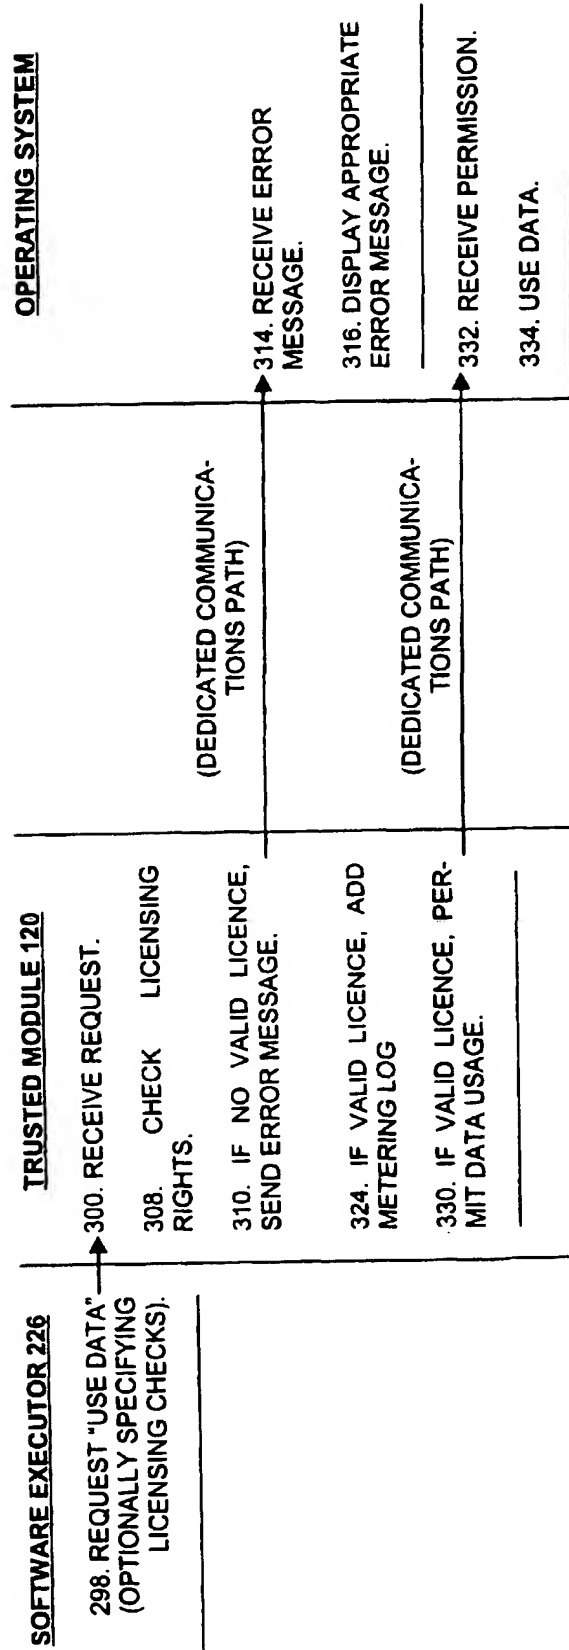 SOFTWARE EXECUTOR 226
298. REQUEST "USE DATA"
(OPTIONALLY SPECIFYING
LICENSING CHECKS).
TRUSTED MODULE 120
300. RECEIVE REQUEST.
308. CHECK LICENSING
RIGHTS.
310. IF NO VALID LICENCE,
SEND ERROR MESSAGE.
324. IF VALID LICENCE, ADD
METERING LOG
330. IF VALID LICENCE, PER-
MIT DATA USAGE.
(DEDICATED COMMUNICA-
TIONS PATH)
(DEDICATED COMMUNICA-
TIONS PATH)
OPERATING SYSTEM
314. RECEIVE ERROR
MESSAGE.
316. DISPLAY APPROPRIATE
ERROR MESSAGE.
332. RECEIVE PERMISSION.
334. USE DATA.